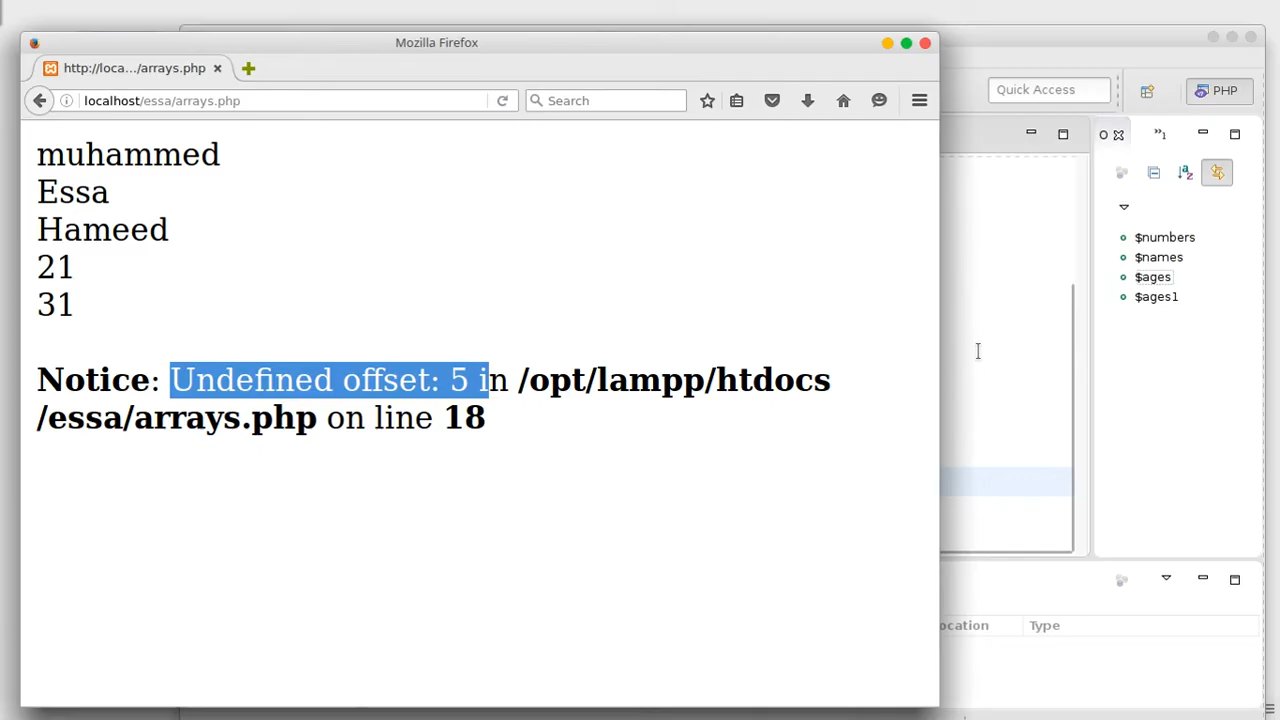 Mozilla Firefox
http://loca.../arrays.php
localhost/essa/arrays.php
Search
Quick Access
PHP
muhammed
Essa
Hameed
21
31
Notice: Undefined offset: 5 in /opt/lampp/htdocs
/essa/arrays.php on line 18
O
»1
$numbers
$names
$ages
$ages1
ocation
Type